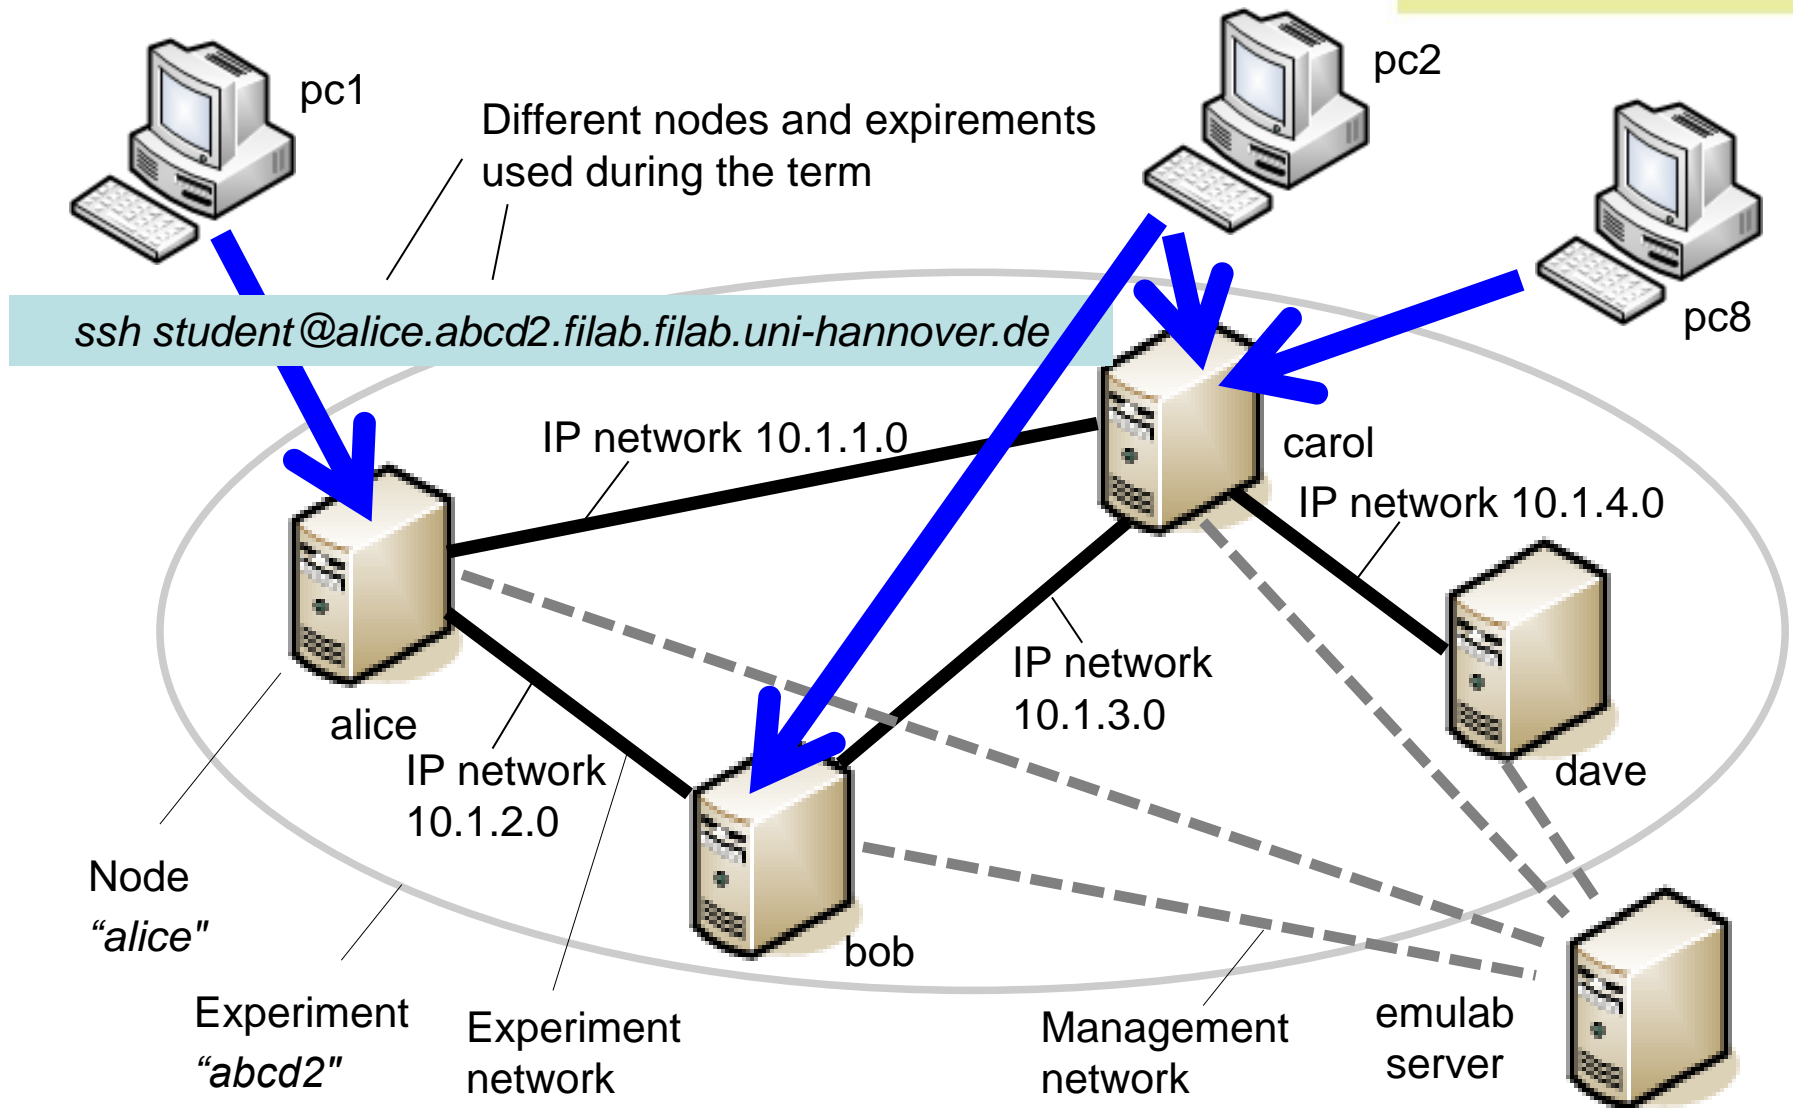 pc1
pc2
Different nodes and expirements
used during the term
pc8
ssh student@alice.abcd2.filab.filab.uni-hannover.de
IP network 10.1.1.0
carol
IP network 10.1.4.0
IP network
10.1.3.0
alice
IP network
10.1.2.0
dave
Node
“alice"
bob
Experiment
“abcd2"
Experiment
network
Management
network
emulab
server